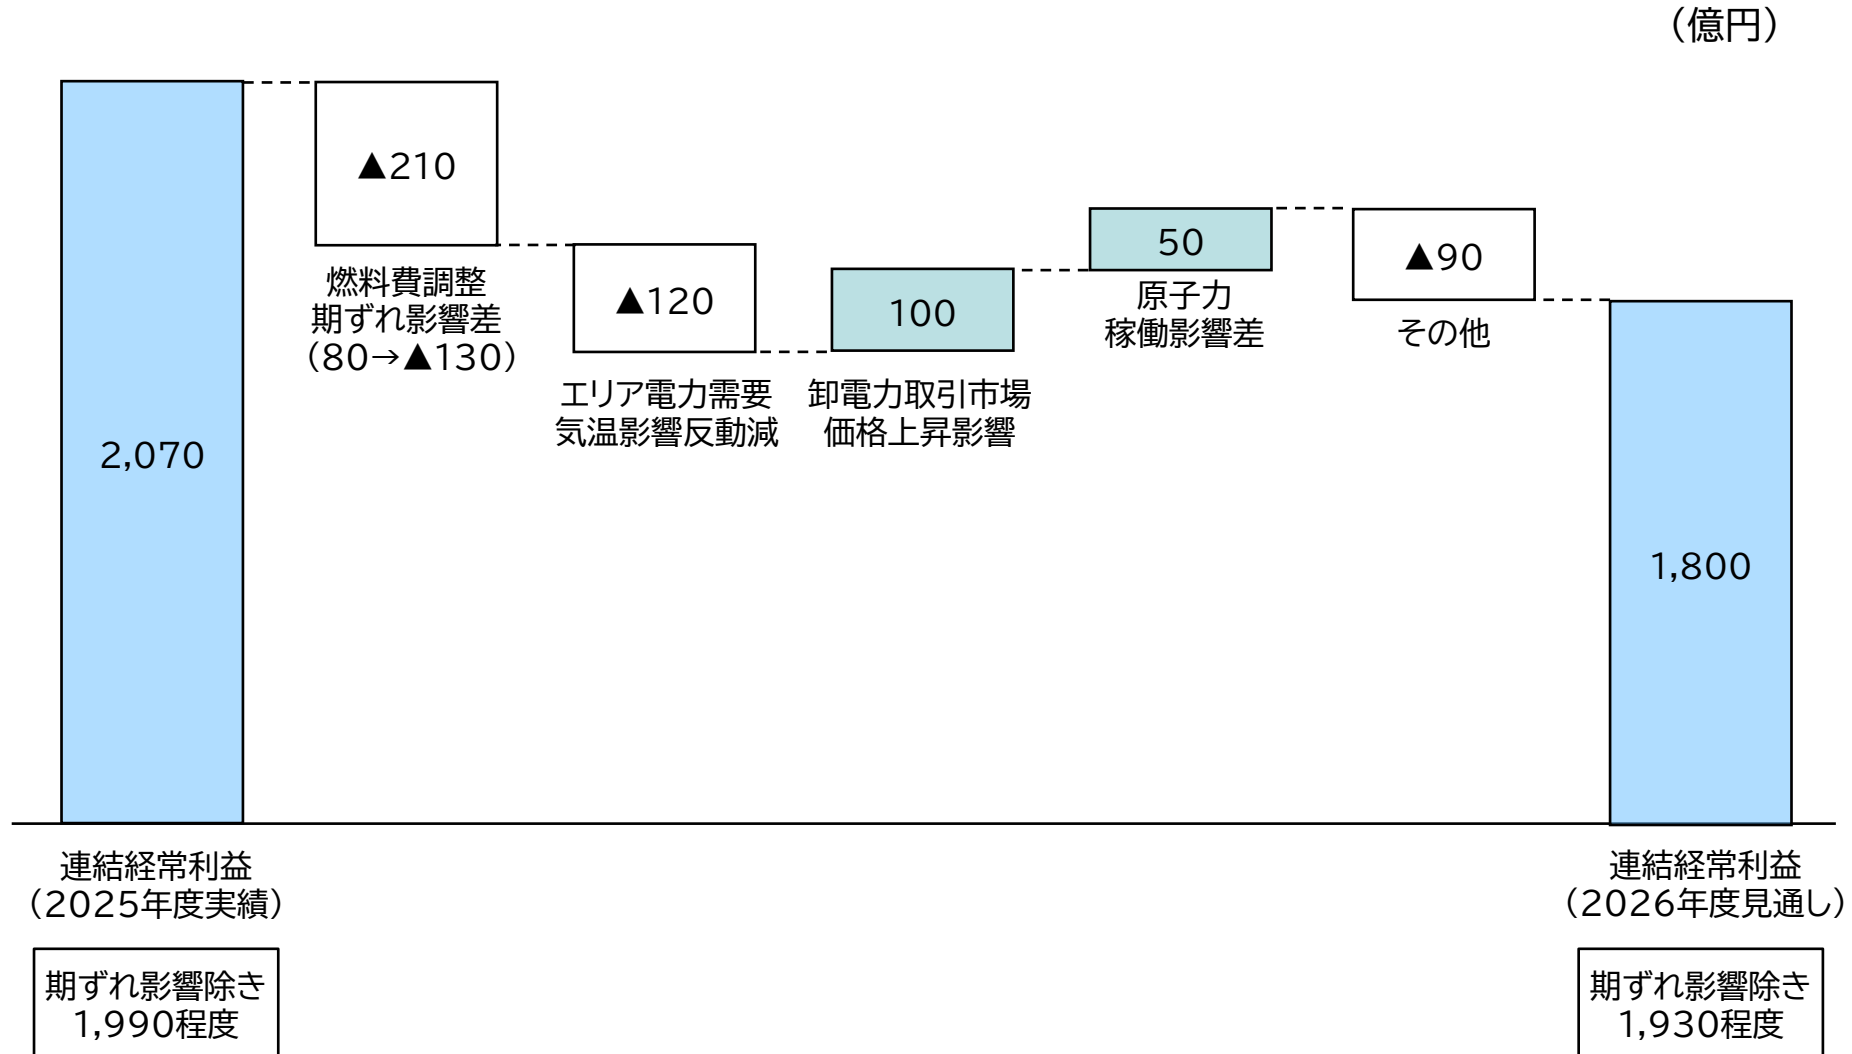 （億円）
▲210
燃料費調整
期ずれ影響差
（80→▲130）
▲120
エリア電力需要
気温影響反動減
100
卸電力取引市場
価格上昇影響
50
原子力
稼働影響差
▲90
その他
2,070
1,800
連結経常利益
（2025年度実績）
期ずれ影響除き
1,990程度
連結経常利益
（2026年度見通し）
期ずれ影響除き
1,930程度